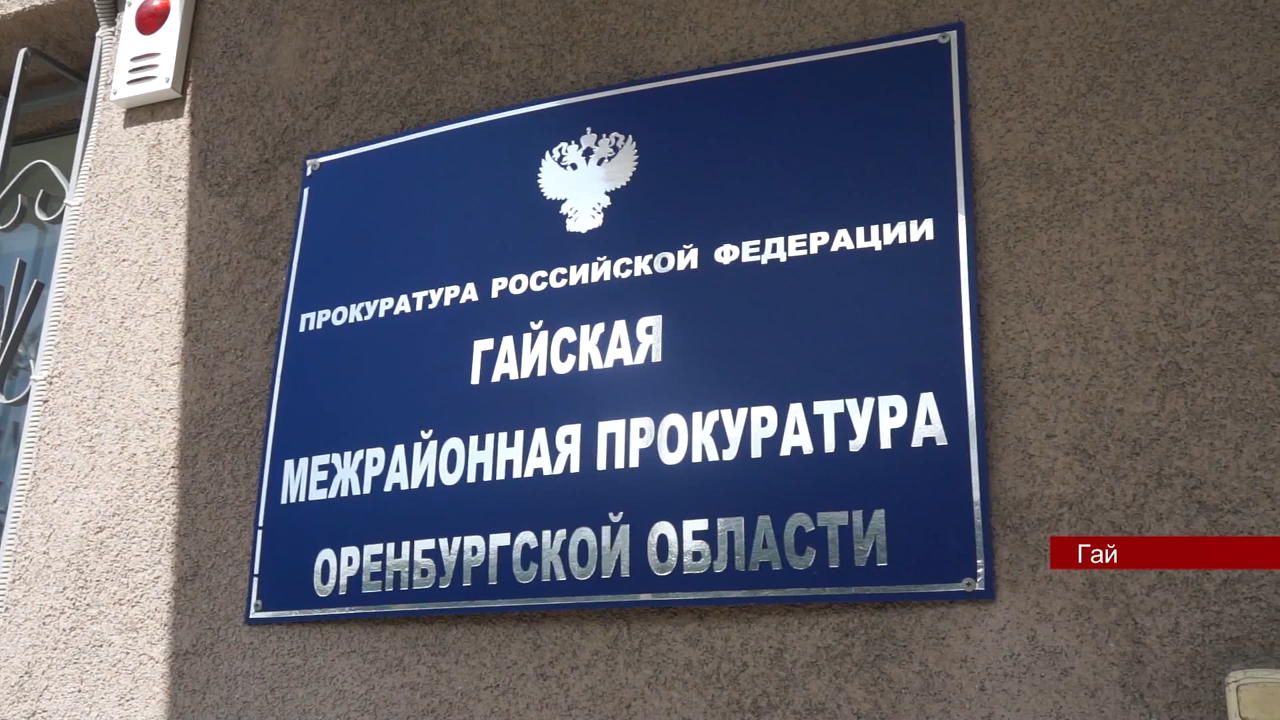 ПРОКУРАТУРА РОССИЙСКОЙ ФЕДЕРАЦИИ
ГАЙСКАЯ
МЕЖРАЙОННАЯ ПРОКУРАТУРА
ОРЕНБУРГСКОЙ ОБЛАСТИ
Гай